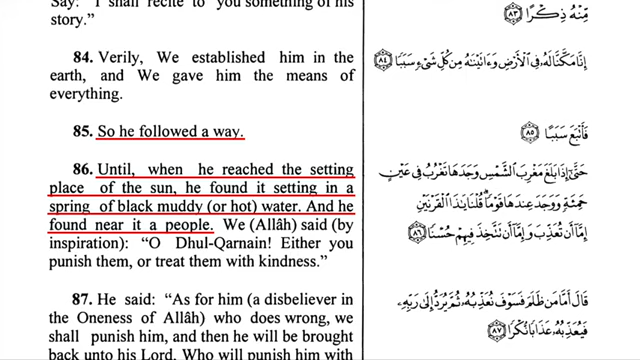 Say: "I shall recite to you something of his
story."
84. Verily, We established him in the
earth, and We gave him the means of
everything.
85. So he followed a way.
86. Until, when he reached the setting
place of the sun, he found it setting in a
spring of black muddy (or hot) water. And he
found near it a people. We (Allâh) said (by
inspiration): "O Dhul-Qarnain! Either you
punish them, or treat them with kindness."
87. He said: "As for him (a disbeliever in
the Oneness of Allâh) who does wrong, we
shall punish him, and then he will be brought
back unto his Lord, Who will punish him with
مِّنْهُ ذِكْرًا ٨٣
إِنَّا مَكَّنَّا لَهُۥ فِى ٱلْأَرْضِ وَءَاتَيْنَٰهُ مِن كُلِّ شَىْءٍ سَبَبًا ٨٤
فَأَتْبَعَ سَبَبًا ٨٥
حَتَّىٰٓ إِذَا بَلَغَ مَغْرِبَ ٱلشَّمْسِ وَجَدَهَا تَغْرُبُ فِى عَيْنٍ
حَمِئَةٍ وَوَجَدَ عِندَهَا قَوْمًا ۗ قُلْنَا يَٰذَا ٱلْقَرْنَيْنِ
إِمَّآ أَن تُعَذِّبَ وَإِمَّآ أَن تَتَّخِذَ فِيهِمْ حُسْنًا ٨٦
قَالَ أَمَّا مَن ظَلَمَ فَسَوْفَ نُعَذِّبُهُۥ ثُمَّ يُرَدُّ إِلَىٰ رَبِّهِۦ
فَيُعَذِّبُهُۥ عَذَابًا نُّكْرًا ٨٧